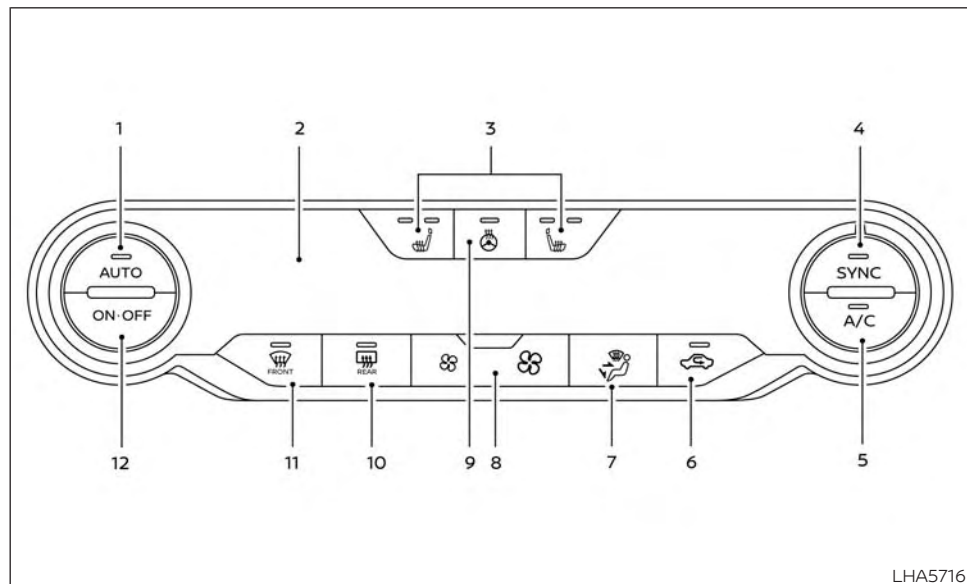 1 2 3 4
AUTO
ON·OFF
SYNC
A/C
FRONT
REAR
12 11 10 9 8 7 6 5
LHA5716